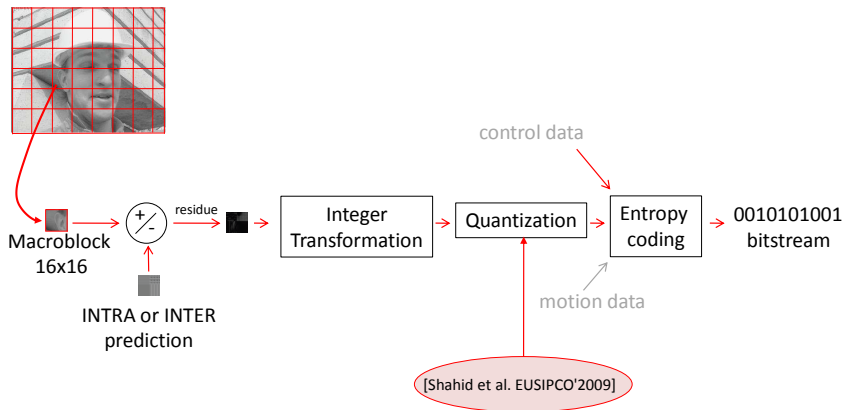 control data
residue
+
-
Integer
Transformation
Quantization
Entropy
coding
0010101001
bitstream
Macroblock
16x16
motion data
INTRA or INTER
prediction
[Shahid et al. EUSIPCO'2009]